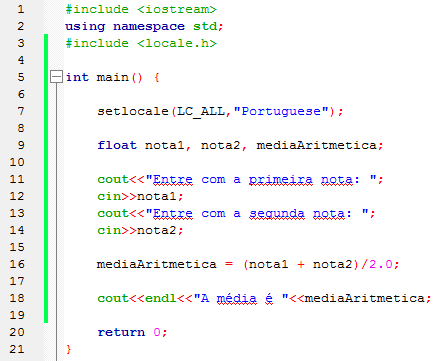 1 #include <iostream>
2 using namespace std;
3 #include <locale.h>
4
5 int main() {
6
7 setlocale(LC_ALL,"Portuguese");
8
9 float nota1, nota2, mediaAritmetica;
10
11 cout<<"Entre com a primeira nota: ";
12 cin>>nota1;
13 cout<<"Entre com a segunda nota: ";
14 cin>>nota2;
15
16 mediaAritmetica = (nota1 + nota2)/2.0;
17
18 cout<<endl<<"A média é "<<mediaAritmetica;
19
20 return 0;
21 }